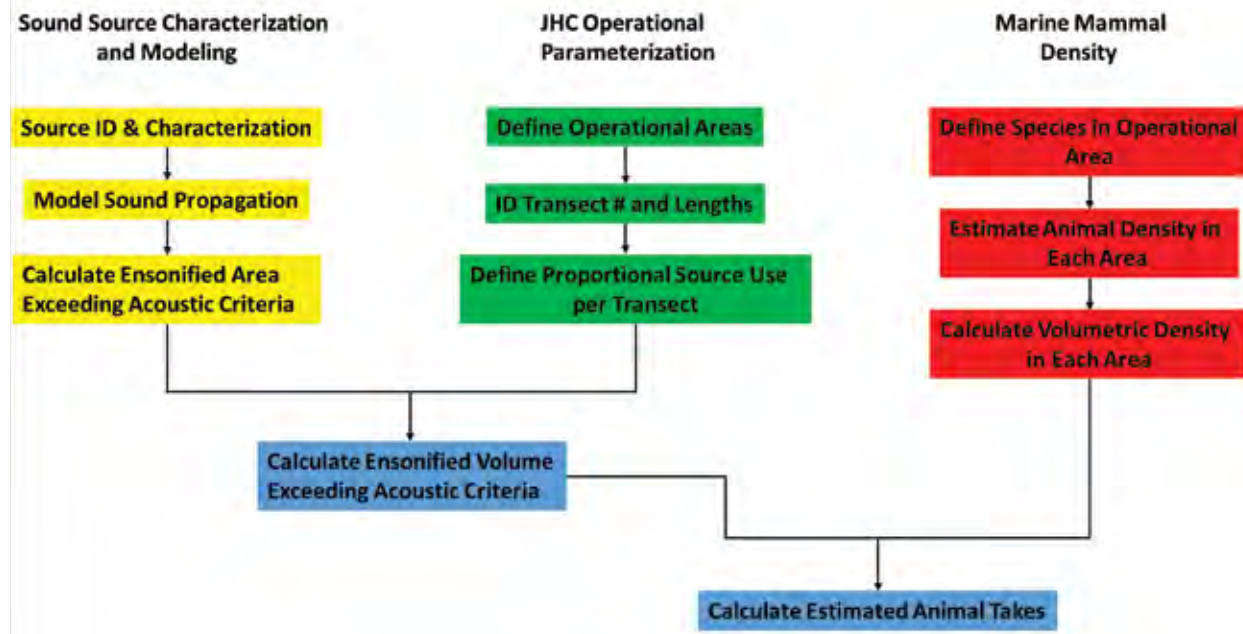 Sound Source Characterization
and Modeling
JHC Operational
Parameterization
Marine Mammal
Density
Source ID & Characterization
Define Operational Areas
Define Species in Operational
Area
Model Sound Propagation
ID Transect # and Lengths
Estimate Animal Density in
Each Area
Calculate Ensonified Area
Exceeding Acoustic Criteria
Define Proportional Source Use
per Transect
Calculate Volumetric Density
in Each Area
Calculate Ensonified Volume
Exceeding Acoustic Criteria
Calculate Estimated Animal Takes